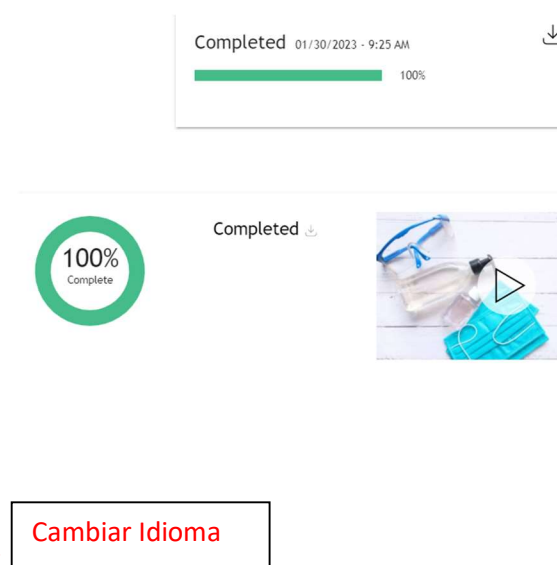 Completed 01/30/2023 - 9:25 AM
100%
100%
Complete
Completed
Cambiar Idioma